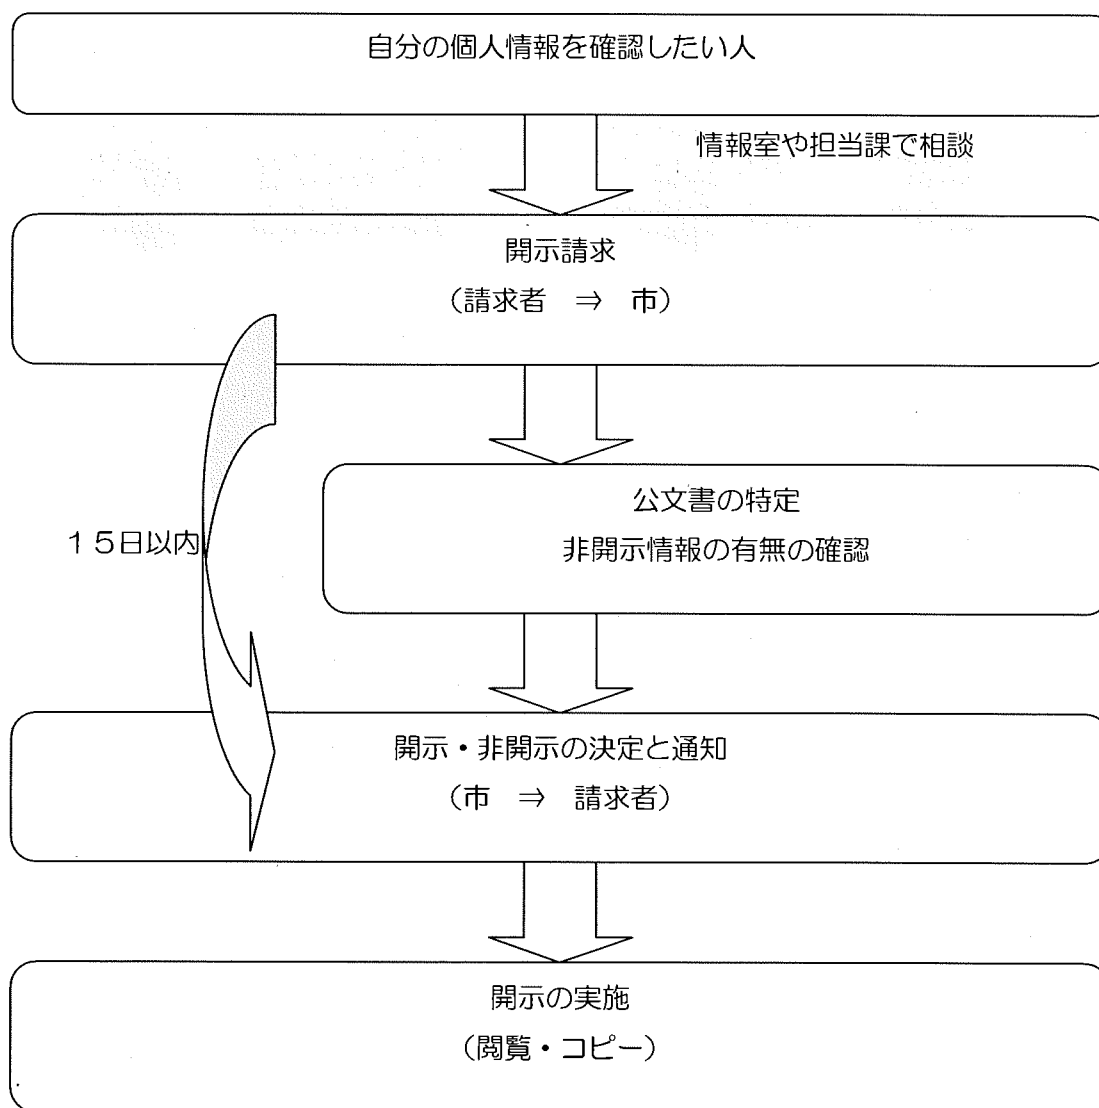 自分の個人情報を確認したい人
情報室や担当課で相談
開示請求
（請求者　⇒　市）
公文書の特定
非開示情報の有無の確認
１５日以内
開示・非開示の決定と通知
（市　⇒　請求者）
開示の実施
（閲覧・コピー）